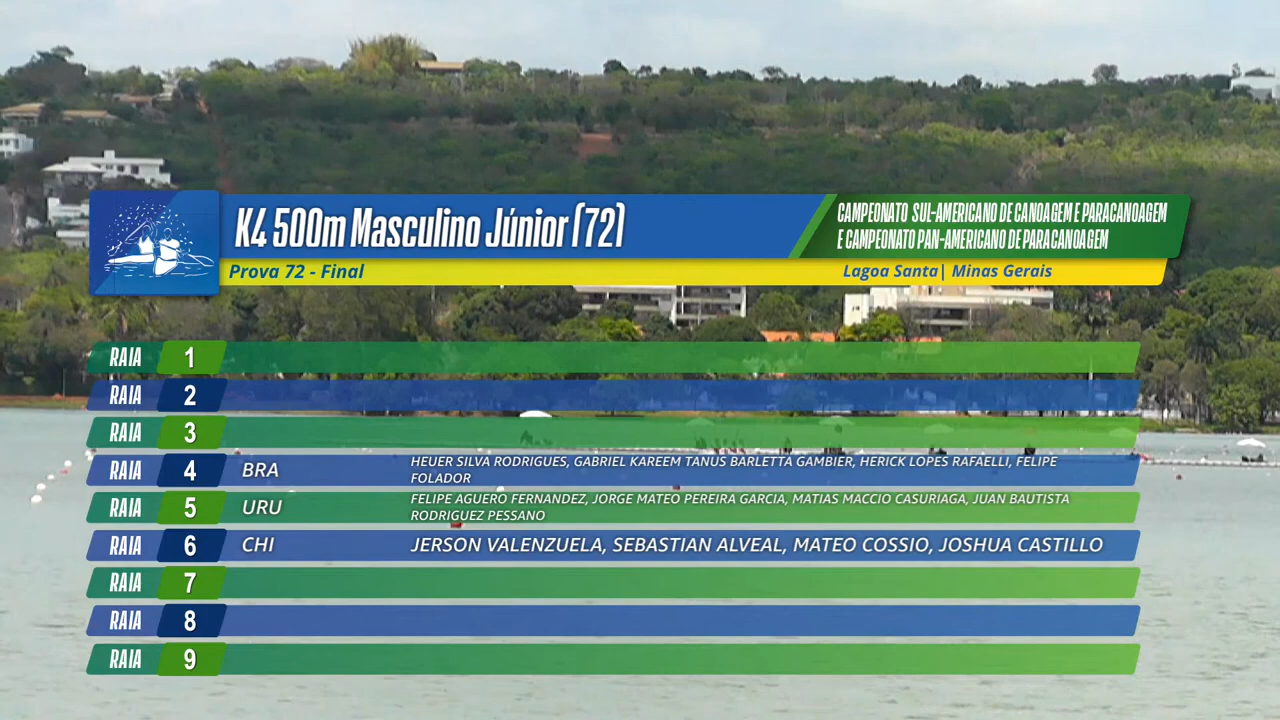 K4 500m Masculino Júnior (72)
CAMPEONATO SUL-AMERICANO DE CANOAGEM E PARACANOAGEM
E CAMPEONATO PAN-AMERICANO DE PARACANOAGEM
Prova 72 - Final
Lagoa Santa| Minas Gerais
RAIA 1
RAIA 2
RAIA 3
RAIA 4 BRA HEUER SILVA RODRIGUES, GABRIEL KAREEM TANUS BARLETTA GAMBIER, HERICK LOPES RAFAELLI, FELIPE
FOLADOR
RAIA 5 URU FELIPE AGUERO FERNANDEZ, JORGE MATEO PEREIRA GARCIA, MATIAS MACCIO CASURIAGA, JUAN BAUTISTA
RODRIGUEZ PESSANO
RAIA 6 CHI JERSON VALENZUELA, SEBASTIAN ALVEAL, MATEO COSSIO, JOSHUA CASTILLO
RAIA 7
RAIA 8
RAIA 9